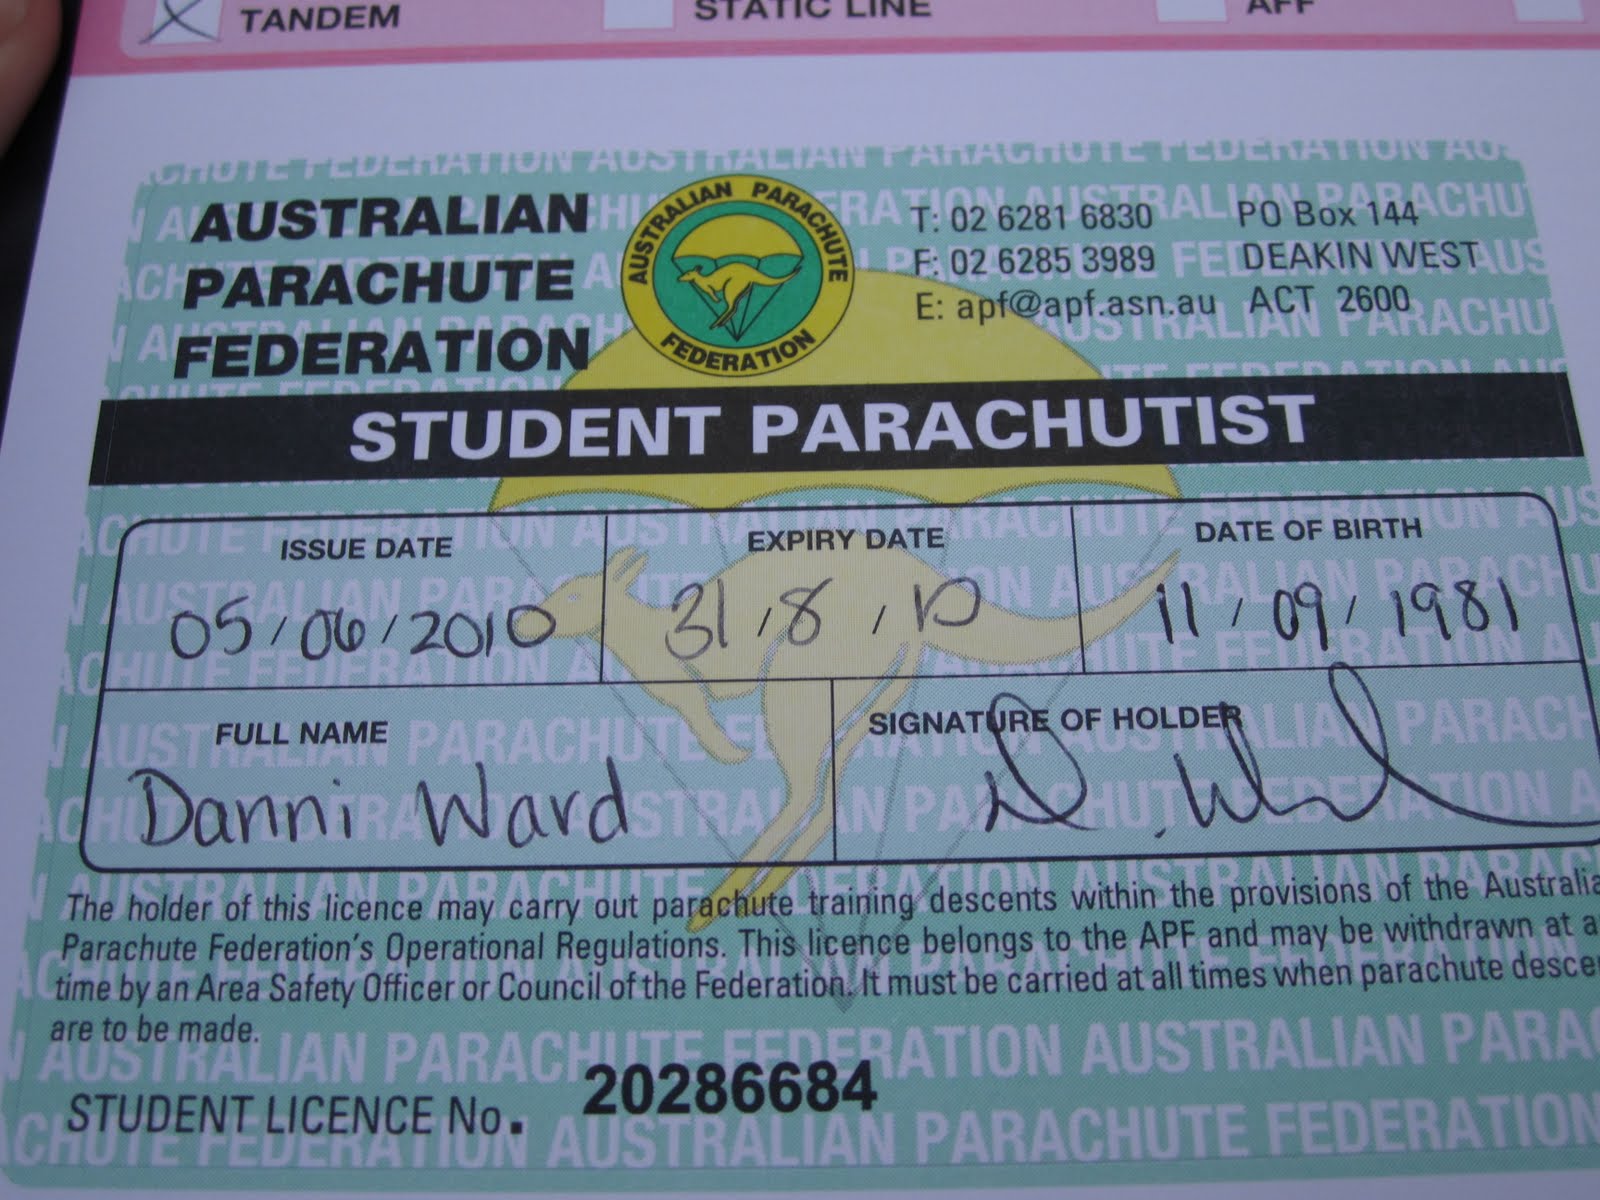 TANDEM STATIC LINE AFF
AUSTRALIAN
PARACHUTE
FEDERATION
AUSTRALIAN PARACHUTE
FEDERATION
T: 02 6281 6830 PO Box 144
F: 02 6285 3989 DEAKIN WEST
E: apf@apf.asn.au ACT 2600
STUDENT PARACHUTIST
ISSUE DATE EXPIRY DATE DATE OF BIRTH
05/06/2010 31/8/10 11/09/1981
FULL NAME SIGNATURE OF HOLDER
Danni Ward D.Ward
The holder of this licence may carry out parachute training descents within the provisions of the Australia
Parachute Federation's Operational Regulations. This licence belongs to the APF and may be withdrawn at a
time by an Area Safety Officer or Council of the Federation. It must be carried at all times when parachute desce
are to be made.
STUDENT LICENCE No. 20286684